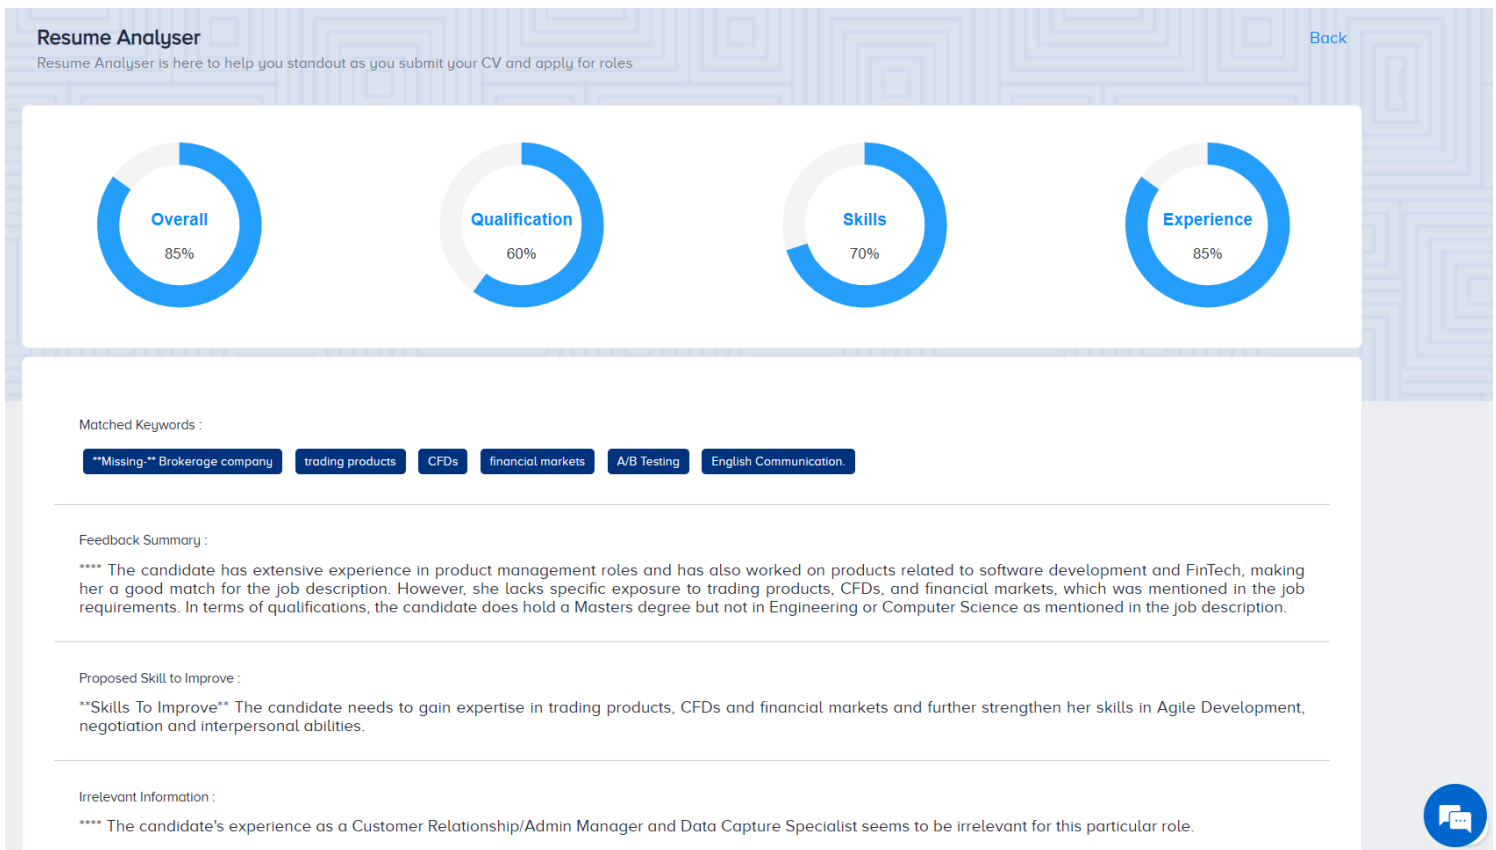 Resume Analyser
Back
Resume Analyser is here to help you standout as you submit your CV and apply for roles
Overall
85%
Qualification
60%
Skills
70%
Experience
85%
Matched Keywords :
**Missing-** Brokerage company
trading products
CFDs
financial markets
A/B Testing
English Communication.
Feedback Summary :
**** The candidate has extensive experience in product management roles and has also worked on products related to software development and FinTech, making
her a good match for the job description. However, she lacks specific exposure to trading products, CFDs, and financial markets, which was mentioned in the job
requirements. In terms of qualifications, the candidate does hold a Masters degree but not in Engineering or Computer Science as mentioned in the job description.
Proposed Skill to Improve :
**Skills To Improve** The candidate needs to gain expertise in trading products, CFDs and financial markets and further strengthen her skills in Agile Development,
negotiation and interpersonal abilities.
Irrelevant Information :
**** The candidate's experience as a Customer Relationship/Admin Manager and Data Capture Specialist seems to be irrelevant for this particular role.